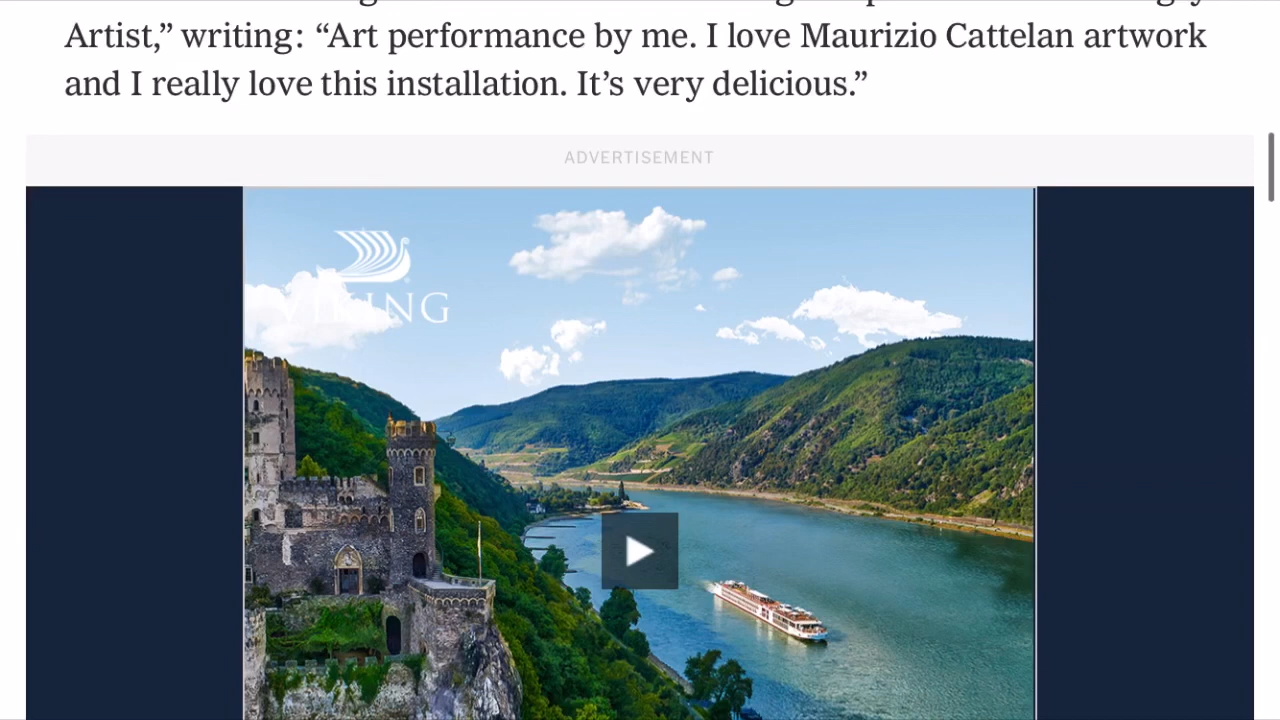 Artist,” writing: “Art performance by me. I love Maurizio Cattelan artwork
and I really love this installation. It’s very delicious.”
ADVERTISEMENT
VIKING